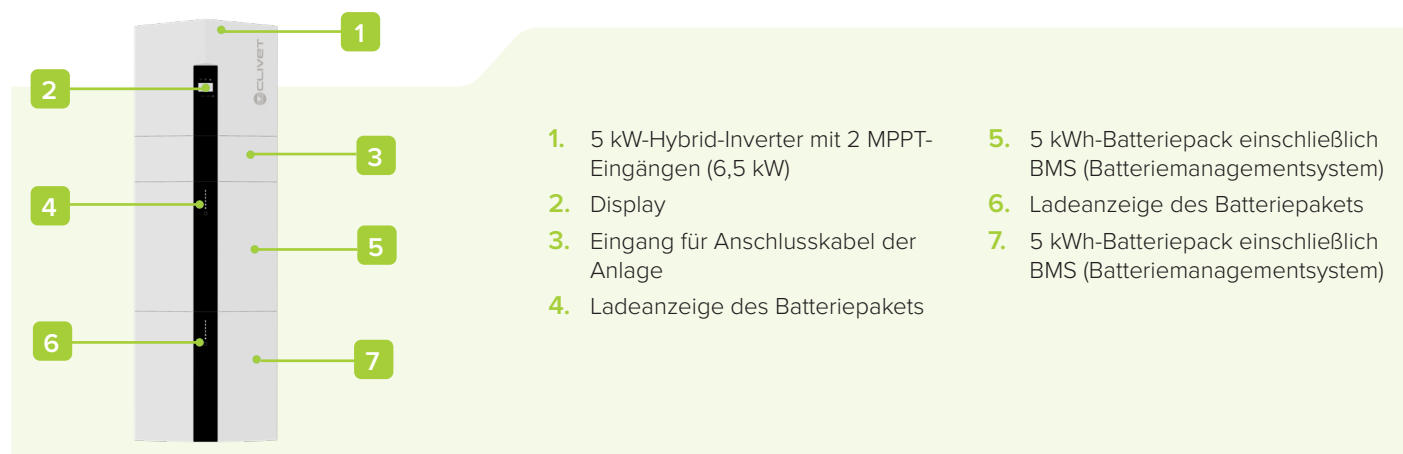 1
CLIVET
2
3
4
5
6
7
1. 5 kW-Hybrid-Inverter mit 2 MPPT-
Eingängen (6,5 kW)
2. Display
3. Eingang für Anschlusskabel der
Anlage
4. Ladeanzeige des Batteriepakets
5. 5 kWh-Batteriepack einschließlich
BMS (Batteriemanagementsystem)
6. Ladeanzeige des Batteriepakets
7. 5 kWh-Batteriepack einschließlich
BMS (Batteriemanagementsystem)